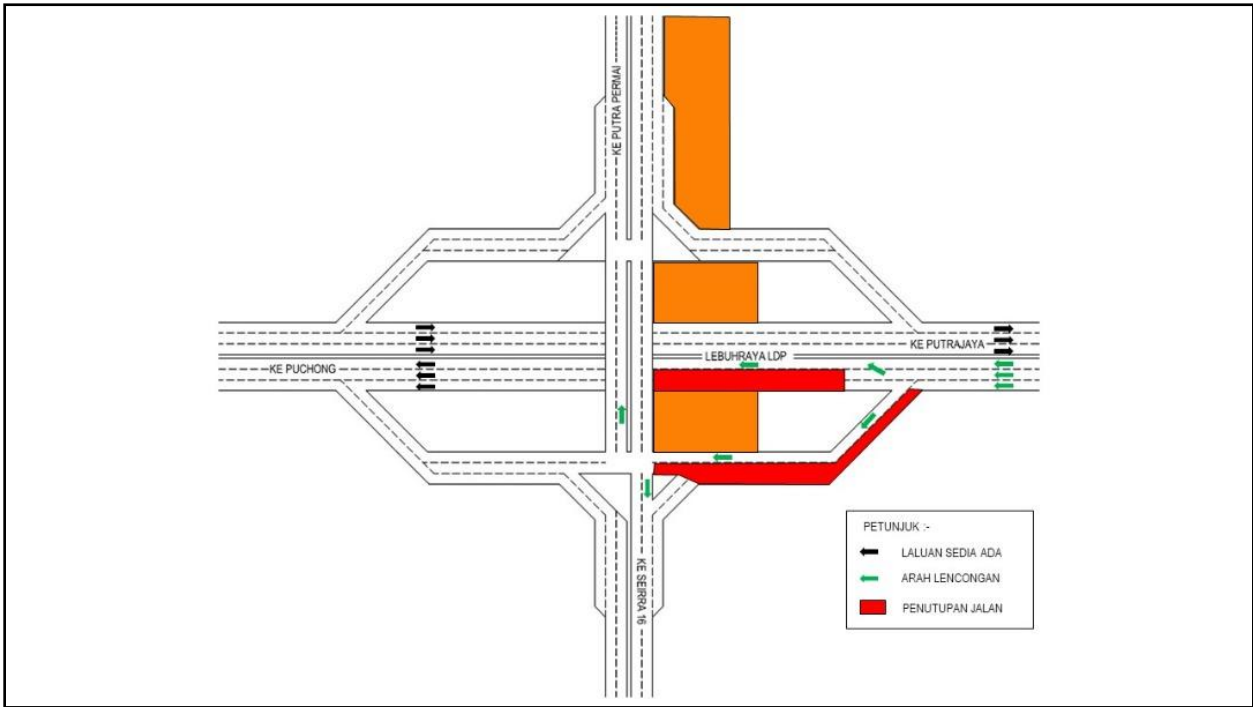 KE PUTRA PERMAI
KE PUTRAJAYA
LEBUHRAYA LDP
KE PUCHONG
KE SEIRRA 16
PETUNJUK :-
LALUAN SEDIA ADA
ARAH LENCONGAN
PENUTUPAN JALAN